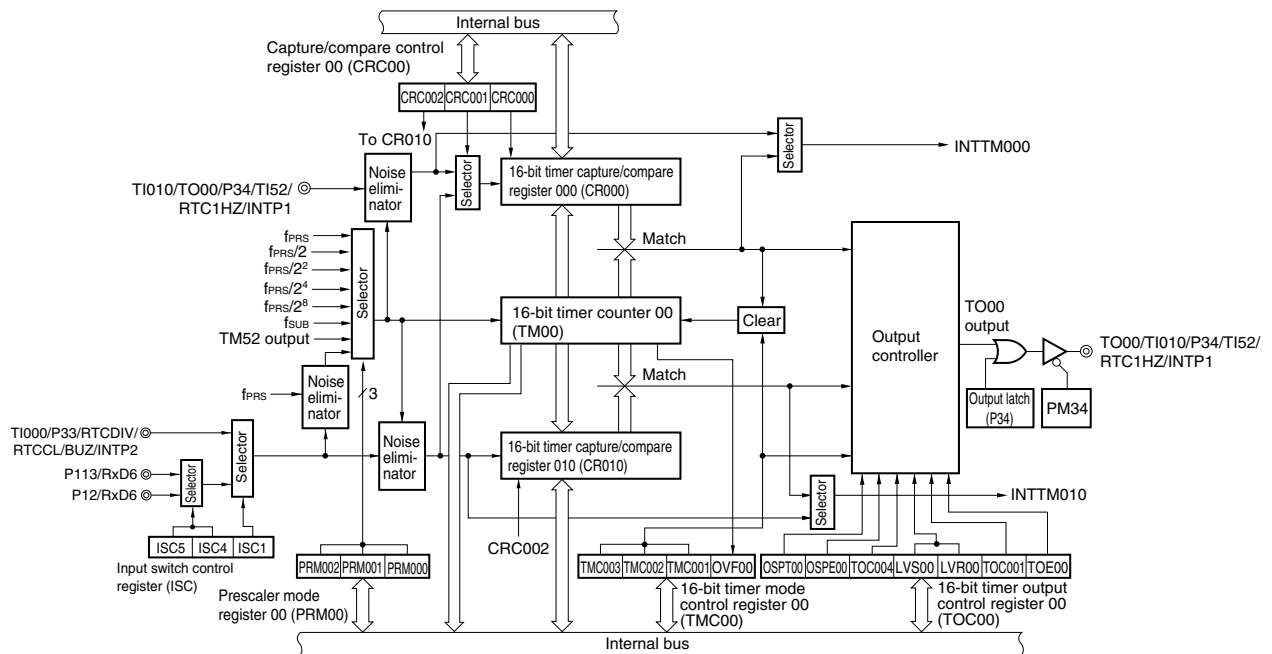 Internal bus
Capture/compare control
register 00 (CRC00)
CRC002 CRC001 CRC000
To CR010
Selector
INTTM000
Noise
elimi-
nator
Selector
16-bit timer capture/compare
register 000 (CR000)
TI010/TO00/P34/TI52/
RTC1HZ/INTP1
Match
fPRS
fPRS/2
fPRS/2²
fPRS/2⁴
fPRS/2⁸
fSUB
TM52 output
Selector
16-bit timer counter 00
(TM00)
Clear
Output
controller
TO00
output
TO00/TI010/P34/TI52/
RTC1HZ/INTP1
Output latch
(P34)
PM34
fPRS
Noise
elimi-
nator
3
Match
TI000/P33/RTCDIV/
RTCCL/BUZ/INTP2
Selector
Noise
elimi-
nator
16-bit timer capture/compare
register 010 (CR010)
P113/RxD6
P12/RxD6
Selector
Selector
INTTM010
CRC002
ISC5 ISC4 ISC1
Input switch control
register (ISC)
PRM002 PRM001 PRM000
Prescaler mode
register 00 (PRM00)
TMC003 TMC002 TMC001 OVF00
16-bit timer mode
control register 00
(TMC00)
OSPT00 OSPE00 TOC004 LVS00 LVR00 TOC001 TOE00
16-bit timer output
control register 00
(TOC00)
Internal bus